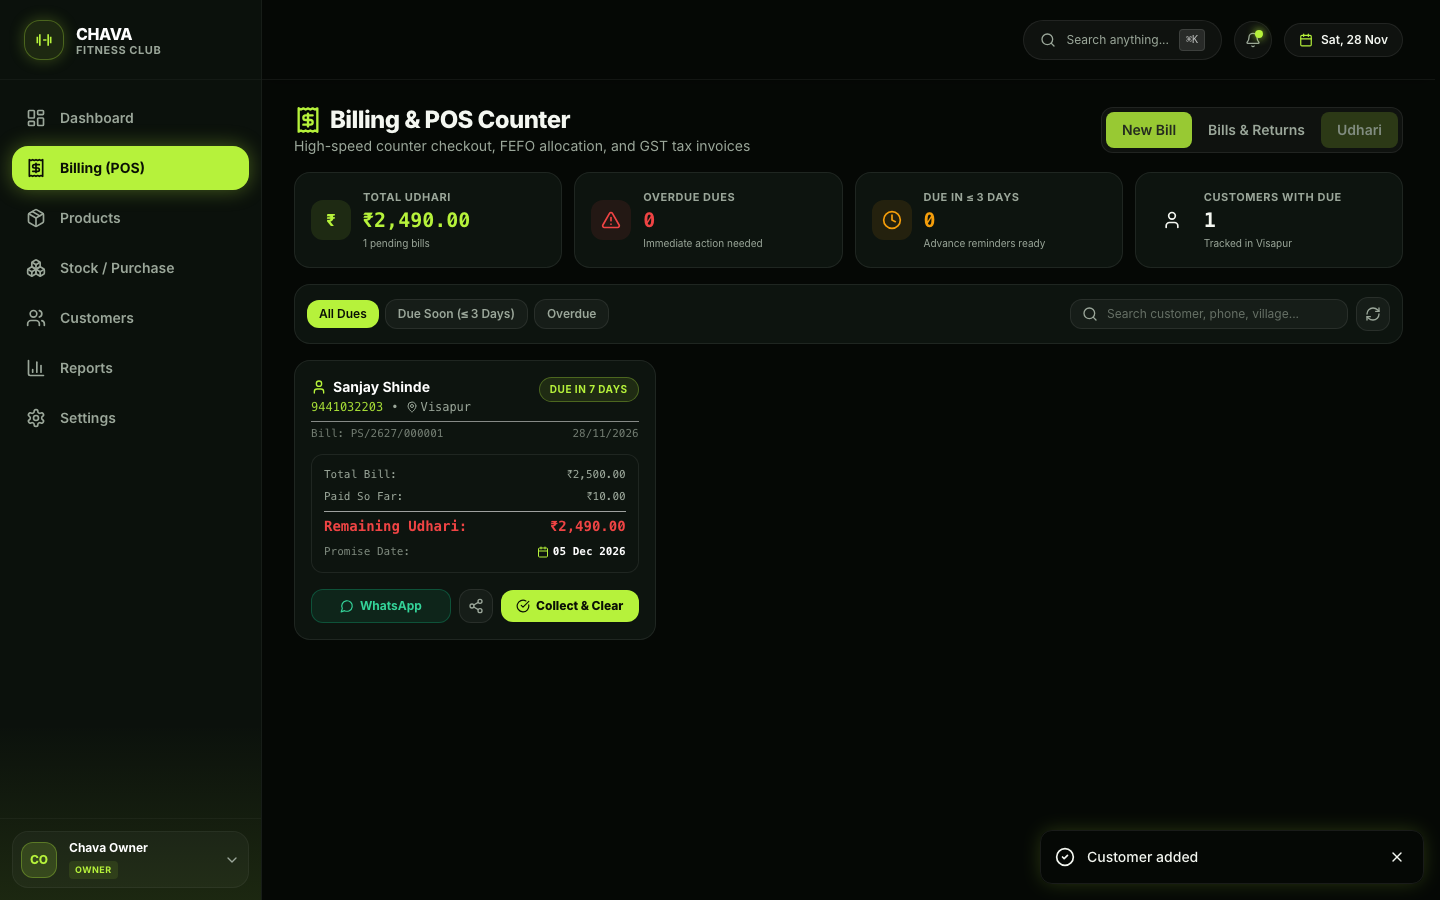 CHAVA
FITNESS CLUB
Search anything...
⌘K
Sat, 28 Nov
Dashboard
Billing (POS)
Products
Stock / Purchase
Customers
Reports
Settings
Chava Owner
CO
OWNER
Billing & POS Counter
High-speed counter checkout, FEFO allocation, and GST tax invoices
New Bill
Bills & Returns
Udhari
TOTAL UDHARI
₹
₹2,490.00
1 pending bills
OVERDUE DUES
0
Immediate action needed
DUE IN ≤ 3 DAYS
0
Advance reminders ready
CUSTOMERS WITH DUE
1
Tracked in Visapur
All Dues
Due Soon (≤ 3 Days)
Overdue
Search customer, phone, village...
Sanjay Shinde
DUE IN 7 DAYS
9441032203 • Visapur
Bill: PS/2627/000001
28/11/2026
Total Bill: ₹2,500.00
Paid So Far: ₹10.00
Remaining Udhari: ₹2,490.00
Promise Date: 05 Dec 2026
WhatsApp
Collect & Clear
Customer added